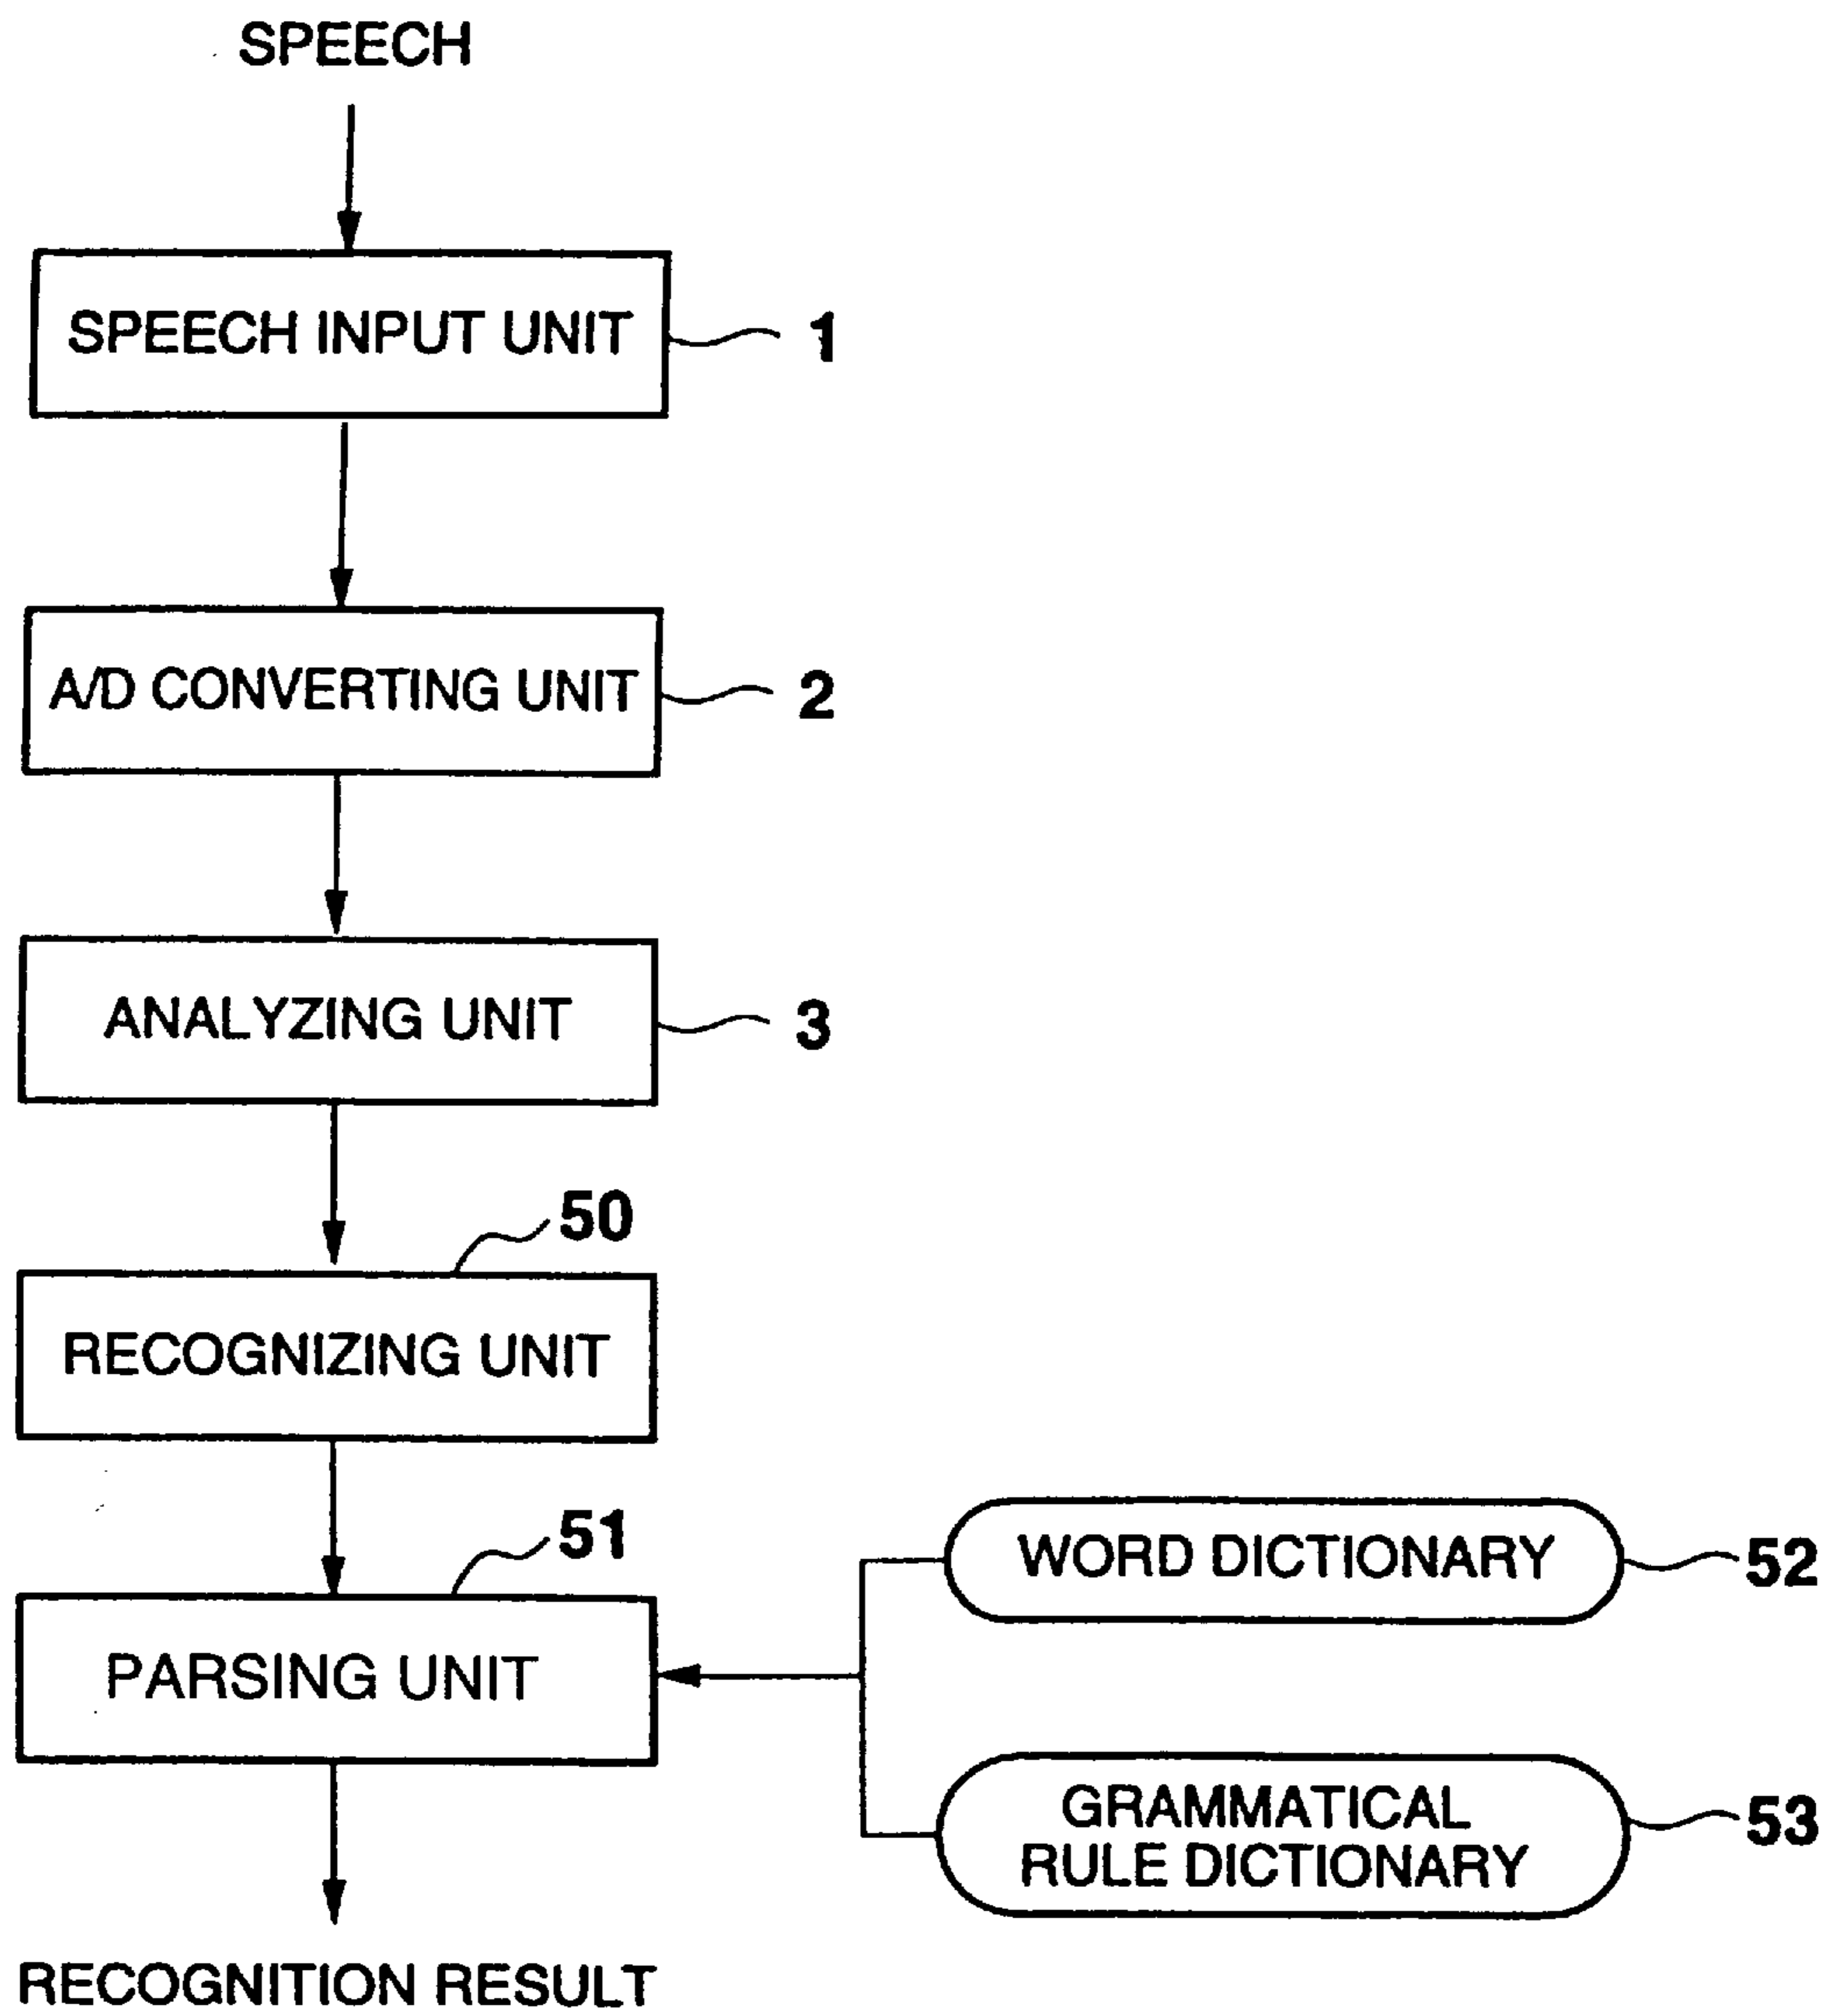 SPEECH
SPEECH INPUT UNIT
1
A/D CONVERTING UNIT
2
ANALYZING UNIT
3
50
RECOGNIZING UNIT
51
PARSING UNIT
WORD DICTIONARY
52
GRAMMATICAL
RULE DICTIONARY
53
RECOGNITION RESULT